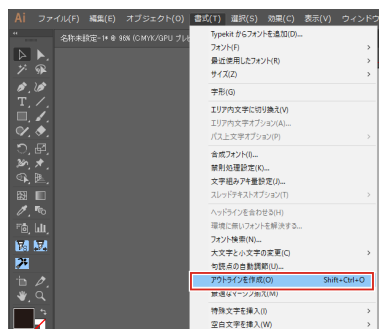 Ai ファイル(F) 編集(E) オブジェクト(O) 書式(T) 選択(S) 効果(C) 表示(V) ウィンドウ
名称未設定-1* @ 96% (CMYK/GPU プレ
Typekit からフォントを追加(D)...
フォント(F)
最近使用したフォント(R)
サイズ(Z)
字形(G)
エリア内文字に切り換え(V)
エリア内文字オプション(A)...
パス上文字オプション(P)
合成フォント(I)...
禁則処理設定(K)...
文字組みアキ量設定(J)...
スレッドテキストオプション(T)
ヘッドラインを合わせる(H)
環境に無いフォントを解決する...
フォント検索(N)...
大文字と小文字の変更(C)
句読点の自動調節(U)...
アウトラインを作成(O) Shift+Ctrl+O
最適なマージン揃え(M)
特殊文字を挿入(I)
空白文字を挿入(W)